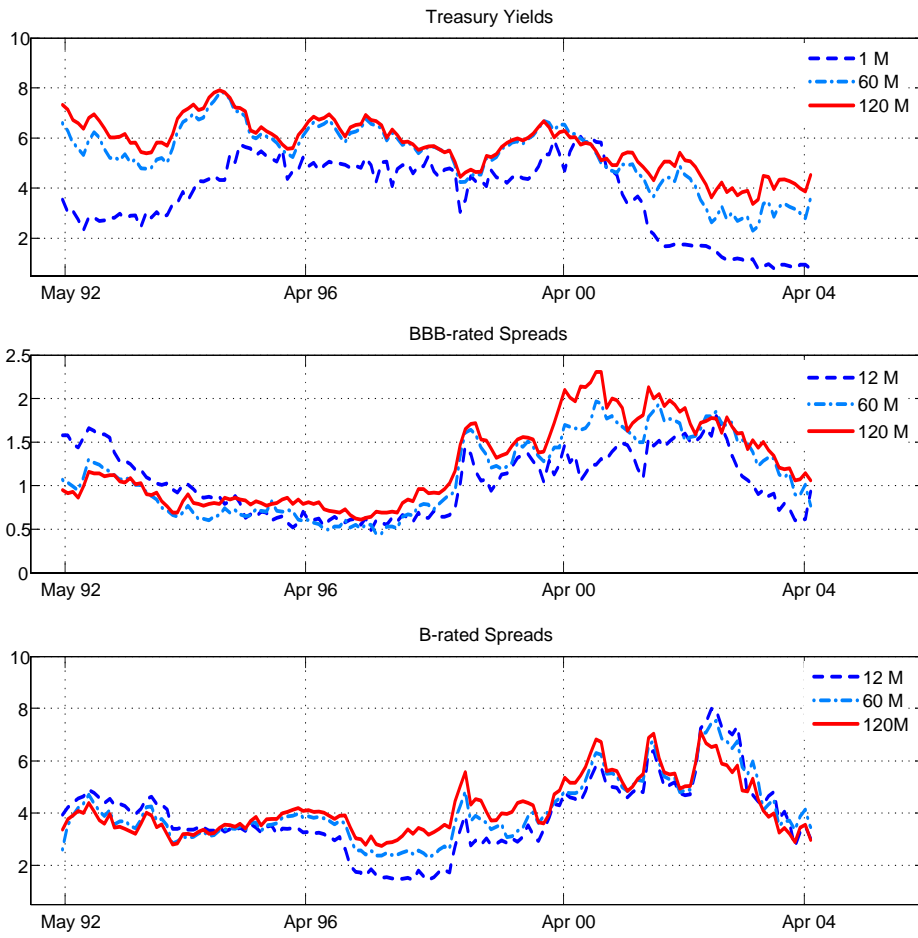 Treasury Yields
10
8
6
4
2
1 M
60 M
120 M
May 92 Apr 96 Apr 00 Apr 04
BBB-rated Spreads
2.5
2
1.5
1
0.5
0
12 M
60 M
120 M
May 92 Apr 96 Apr 00 Apr 04
B-rated Spreads
10
8
6
4
2
12 M
60 M
120M
May 92 Apr 96 Apr 00 Apr 04